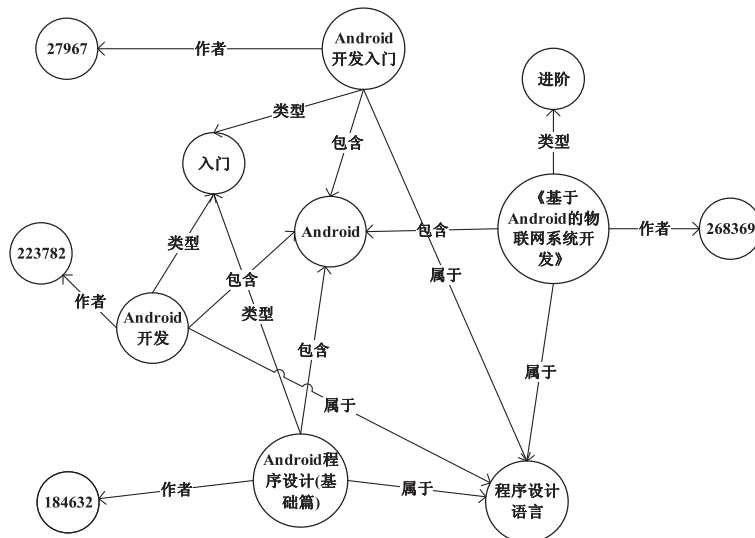 Android
开发入门
27967
作者
进阶
类型
包含
类型
入门
《基于
Android的物
联网系统开
发》
Android
包含
作者
268369
223782
类型
包含
属于
作者
Android
开发
类型
包含
属于
属于
Android程
序设计(基
础篇)
184632
作者
属于
程序设计
语言